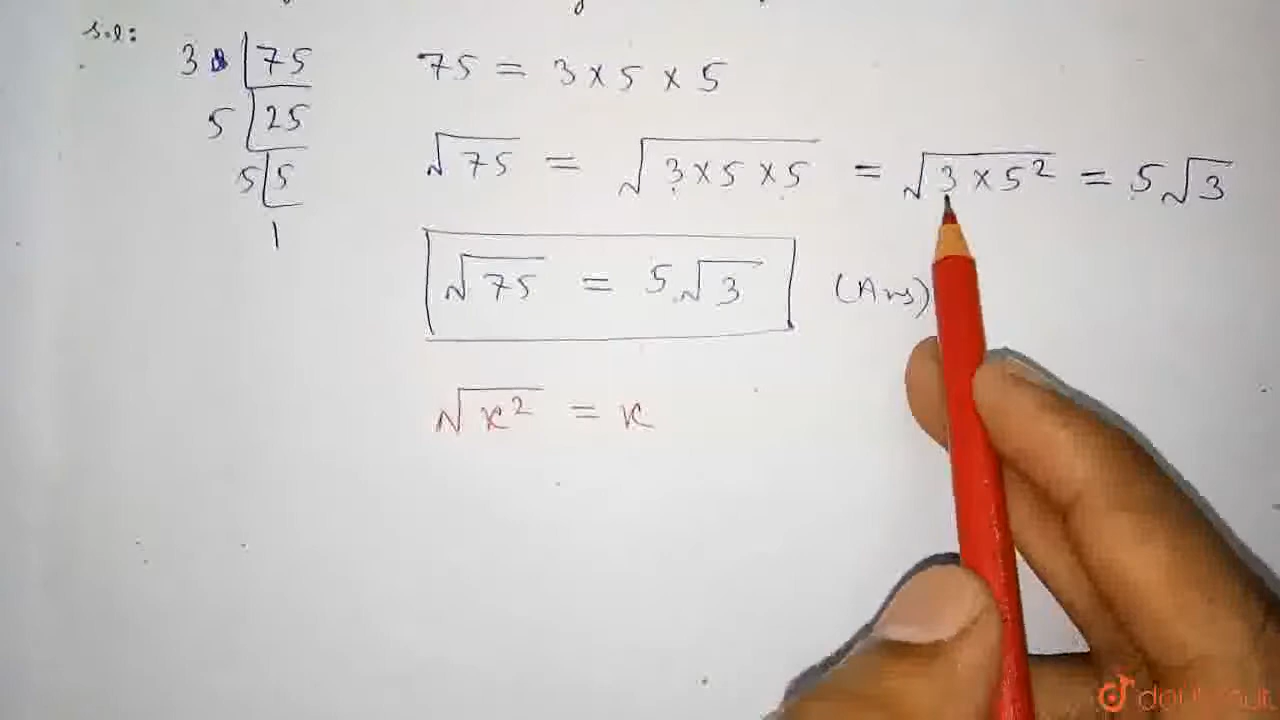 Sol:
3 | 75
5 | 25
5 | 5
1
75 = 3 × 5 × 5
√75 = √3 × 5 × 5 = √3 × 5² = 5√3
√75 = 5√3 (Ans)
√x² = x
doubtnut